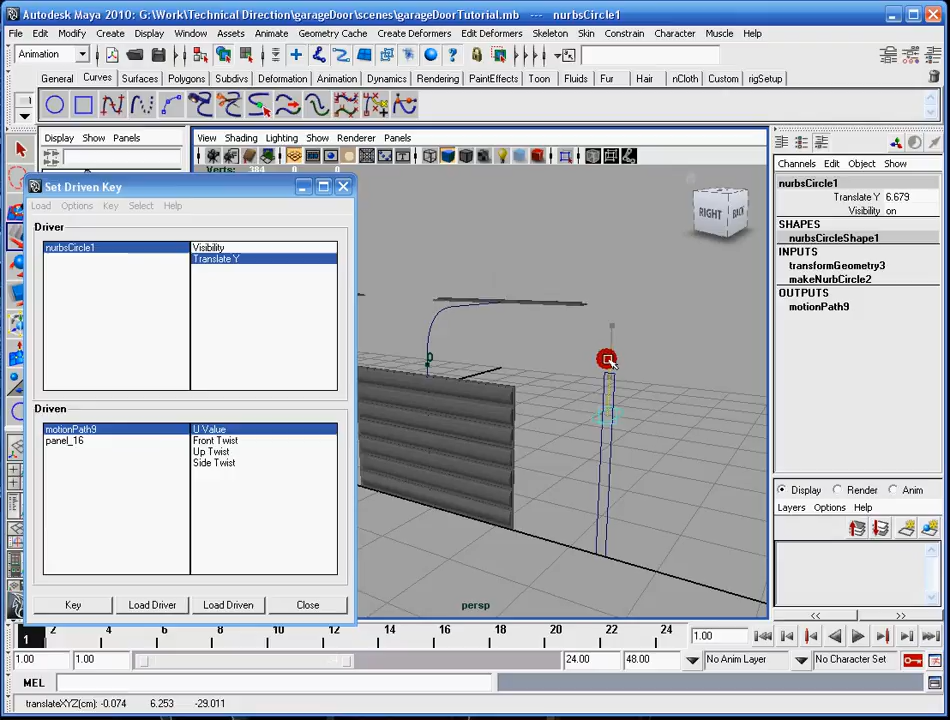 Autodesk Maya 2010: G:\Work\Technical Direction\garageDoor\scenes\garageDoorTutorial.mb --- nurbsCircle1
File Edit Modify Create Display Window Assets Animate Geometry Cache Create Deformers Edit Deformers Skeleton Skin Constrain Character Muscle Help
Animation
General Curves Surfaces Polygons Subdivs Deformation Animation Dynamics Rendering PaintEffects Toon Fluids Fur Hair nCloth Custom rigSetup
Display Show Panels
View Shading Lighting Show Renderer Panels
Channels Edit Object Show
Verts: 184
Set Driven Key
Load Options Key Select Help
Driver
nurbsCircle1
Visibility
Translate Y
Driven
motionPath9
panel_16
U Value
Front Twist
Up Twist
Side Twist
Key Load Driver Load Driven Close
RIGHT BACK
persp
nurbsCircle1
Translate Y 6.679
Visibility on
SHAPES
nurbsCircleShape1
INPUTS
transformGeometry3
makeNurbCircle2
OUTPUTS
motionPath9
Display Render Anim
Layers Options Help
<< >>
1 2 4 6 8 10 12 14 16 18 20 22 24 1.00
1.00 1.00 24.00 48.00 No Anim Layer No Character Set
MEL
translateXYZ(cm): -0.074 6.253 -29.011